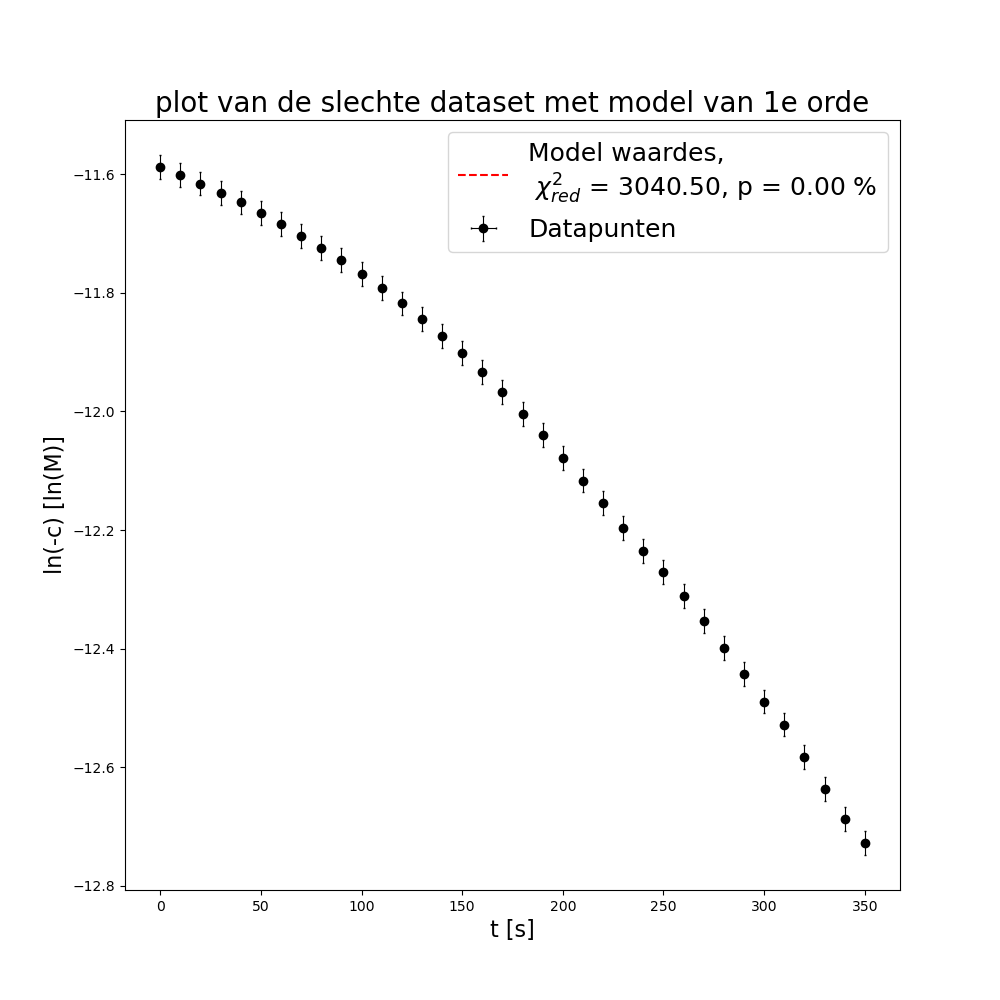 plot van de slechte dataset met model van 1e orde
Model waardes,
χ²red = 3040.50, p = 0.00 %
Datapunten
ln(-c) [ln(M)]
−11.6
−11.8
−12.0
−12.2
−12.4
−12.6
−12.8
0 50 100 150 200 250 300 350
t [s]